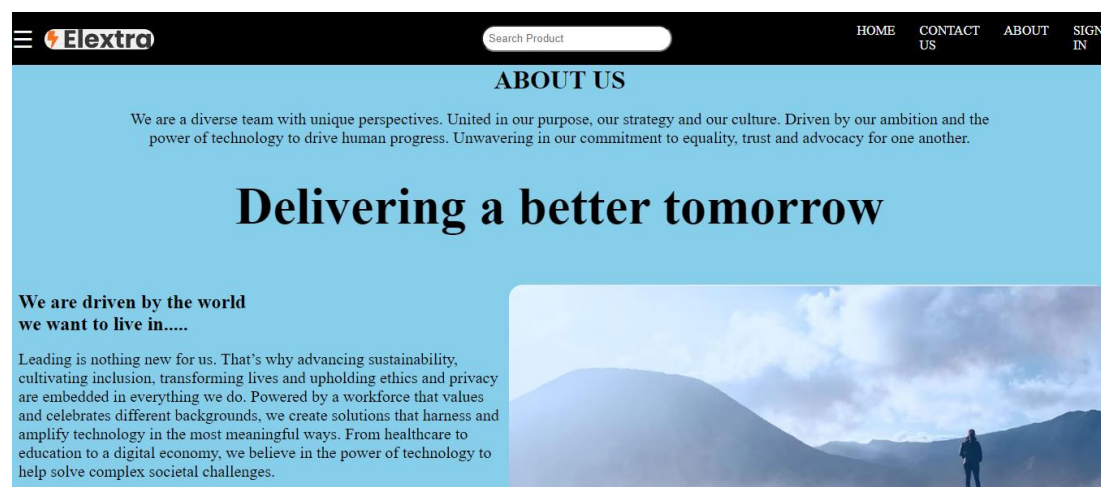 ☰ Elextra
Search Product
HOME
CONTACT
US
ABOUT
SIGN
IN
ABOUT US
We are a diverse team with unique perspectives. United in our purpose, our strategy and our culture. Driven by our ambition and the
power of technology to drive human progress. Unwavering in our commitment to equality, trust and advocacy for one another.
Delivering a better tomorrow
We are driven by the world
we want to live in.....
Leading is nothing new for us. That’s why advancing sustainability,
cultivating inclusion, transforming lives and upholding ethics and privacy
are embedded in everything we do. Powered by a workforce that values
and celebrates different backgrounds, we create solutions that harness and
amplify technology in the most meaningful ways. From healthcare to
education to a digital economy, we believe in the power of technology to
help solve complex societal challenges.